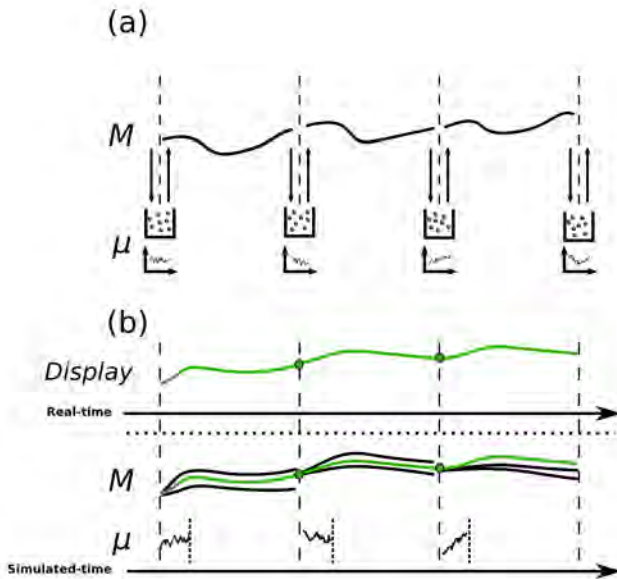 (a)
M
μ
(b)
Display
Real-time
M
μ
Simulated-time